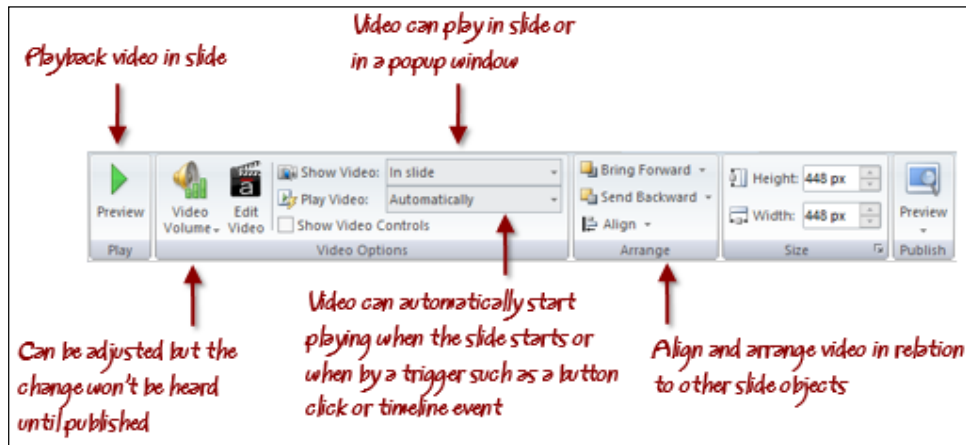 Video can play in slide or
in a popup window
Playback video in slide
Preview
Play
Video
Volume
Edit
Video
Show Video: In slide
Play Video: Automatically
Show Video Controls
Video Options
Bring Forward
Send Backward
Align
Arrange
Height: 448 px
Width: 448 px
Size
Preview
Publish
Can be adjusted but the
change won't be heard
until published
Video can automatically start
playing when the slide starts or
when by a trigger such as a button
click or timeline event
Align and arrange video in relation
to other slide objects